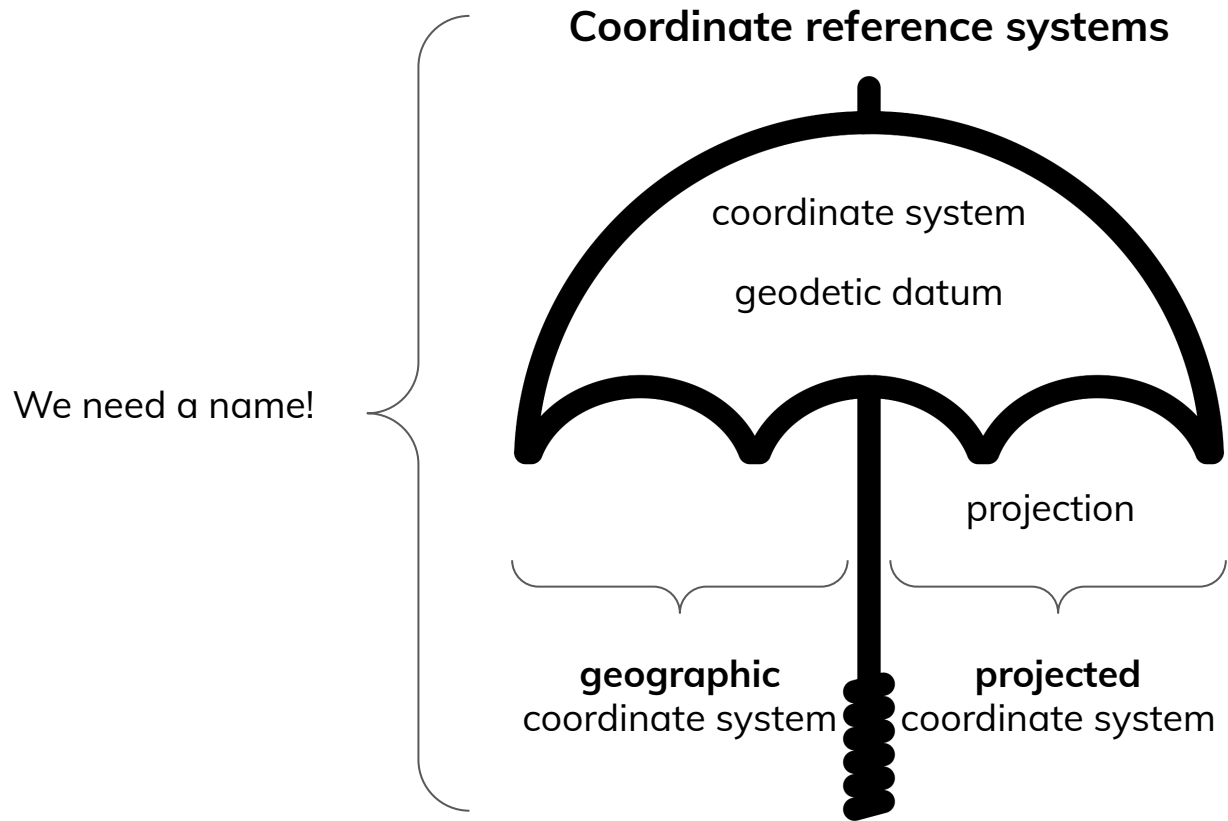 Coordinate reference systems
coordinate system
geodetic datum
We need a name!
projection
geographic
coordinate system
projected
coordinate system